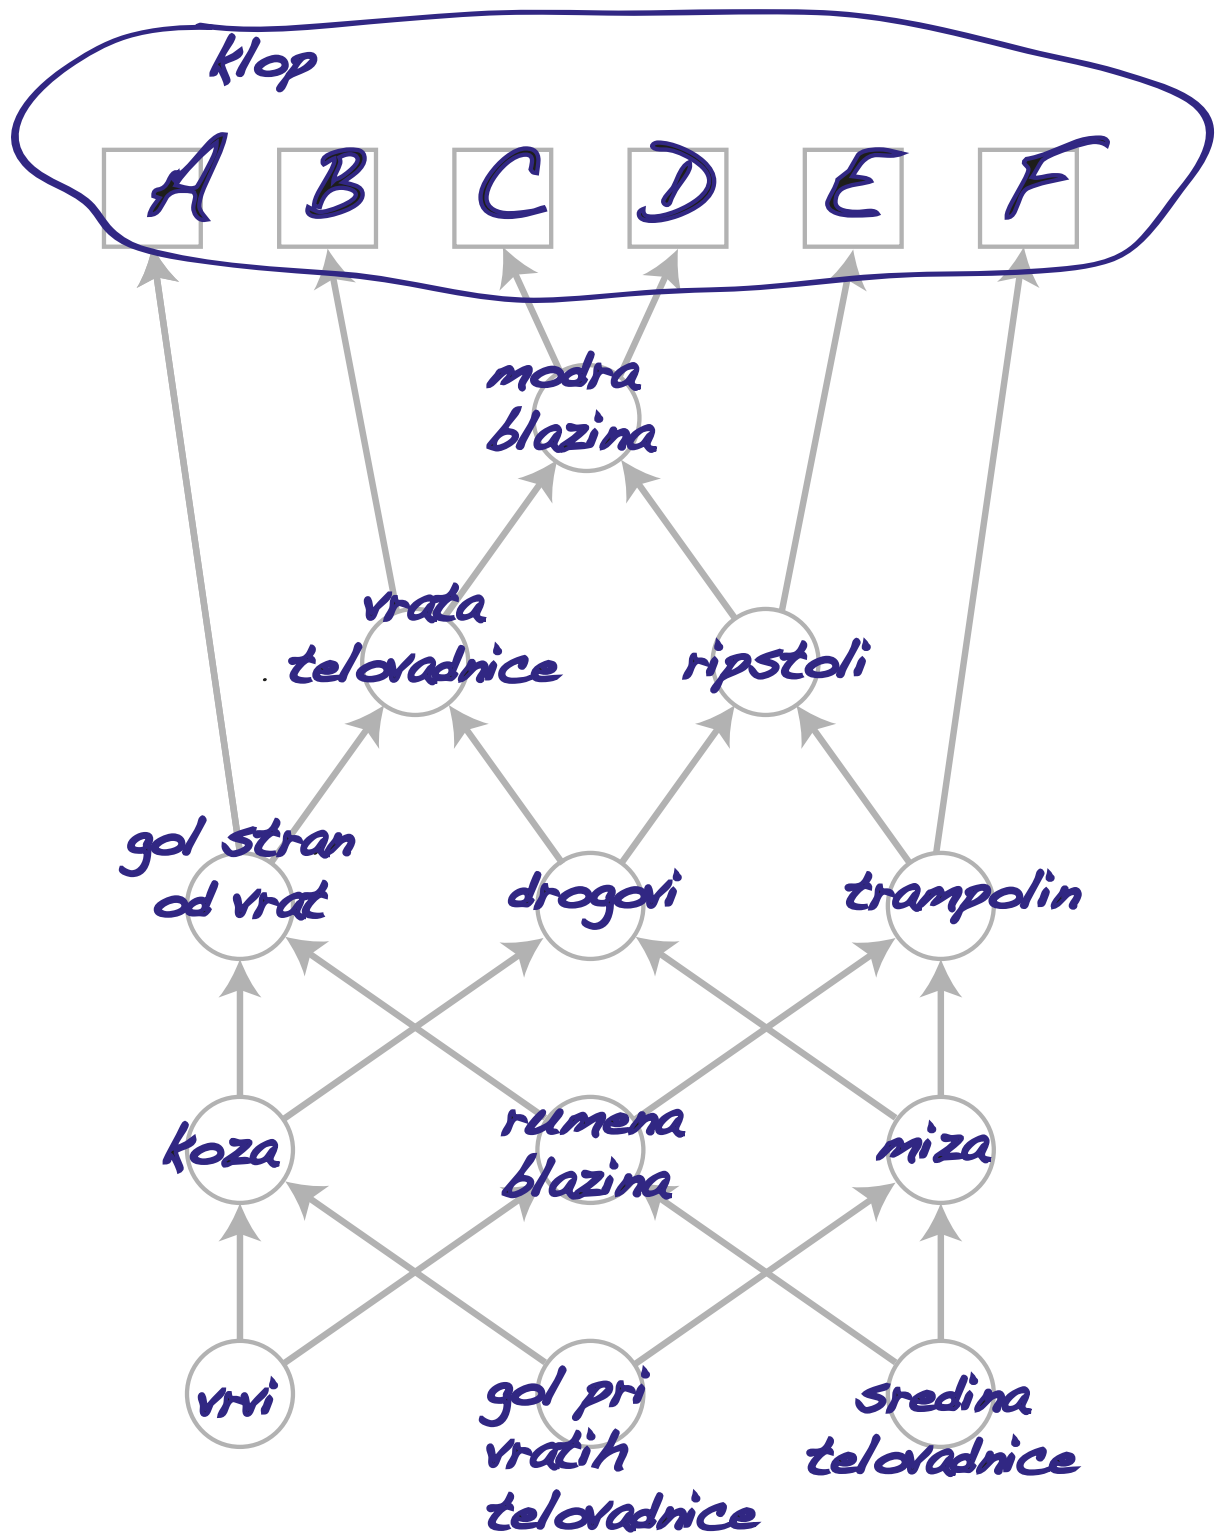 klop
A B C D E F
modra
blazina
vrata
telovadnice
ripstoli
gol stran
od vrat
drogovi
trampolin
koza
rumena
blazina
miza
vrvi
gol pri
vratih
telovadnice
sredina
telovadnice